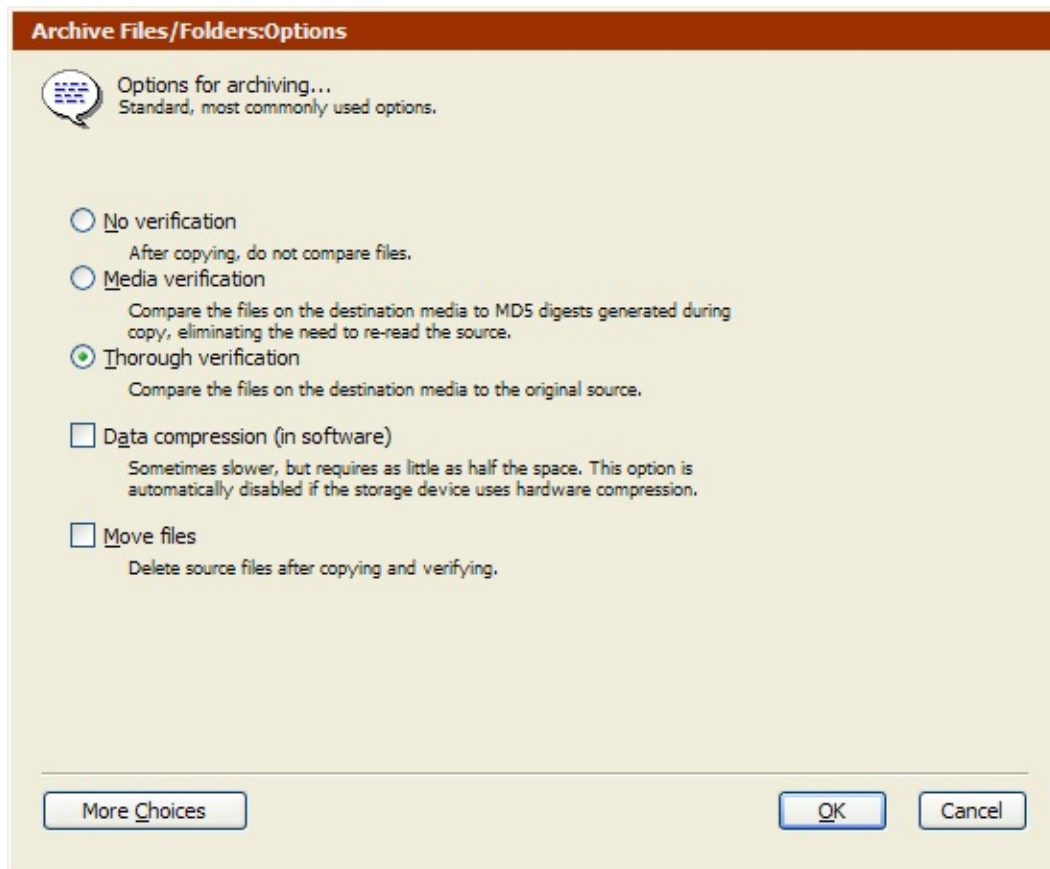 Archive Files/Folders:Options
Options for archiving...
Standard, most commonly used options.
No verification
After copying, do not compare files.
Media verification
Compare the files on the destination media to MD5 digests generated during
copy, eliminating the need to re-read the source.
Thorough verification
Compare the files on the destination media to the original source.
Data compression (in software)
Sometimes slower, but requires as little as half the space. This option is
automatically disabled if the storage device uses hardware compression.
Move files
Delete source files after copying and verifying.
More Choices
OK
Cancel